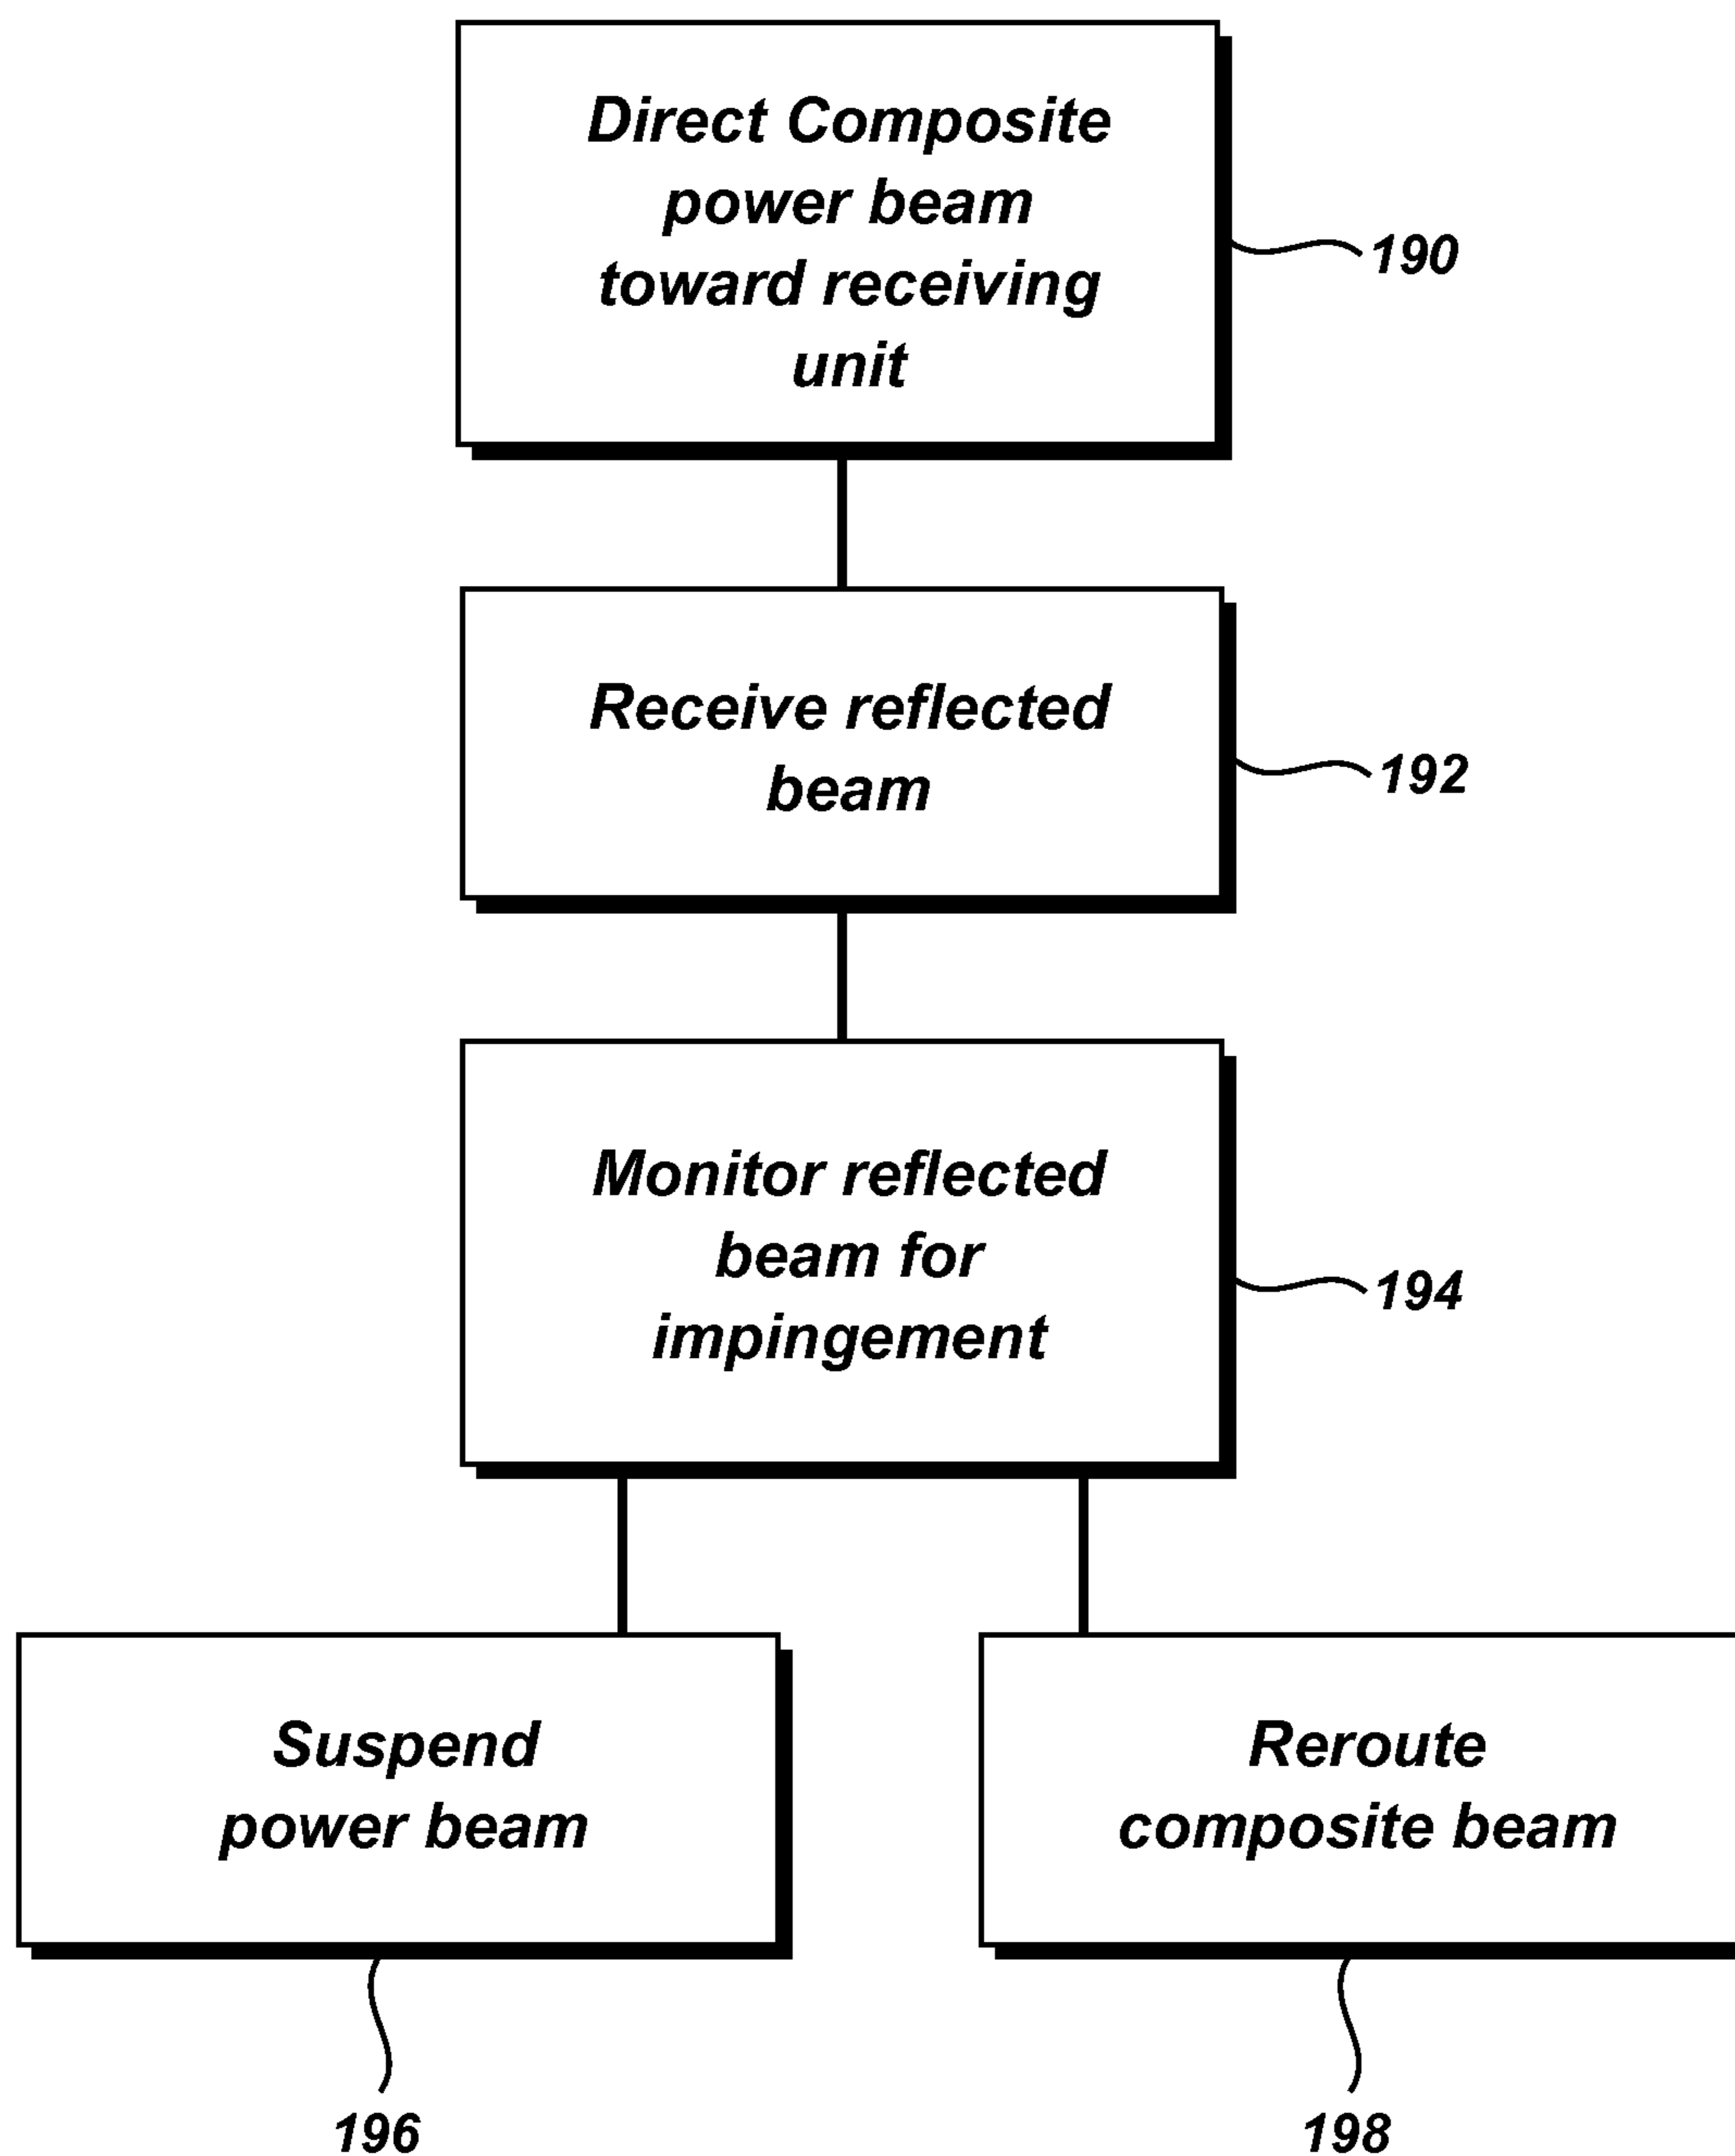 Direct Composite
power beam
toward receiving
unit
190
Receive reflected
beam
192
Monitor reflected
beam for
impingement
194
Suspend
power beam
Reroute
composite beam
196
198